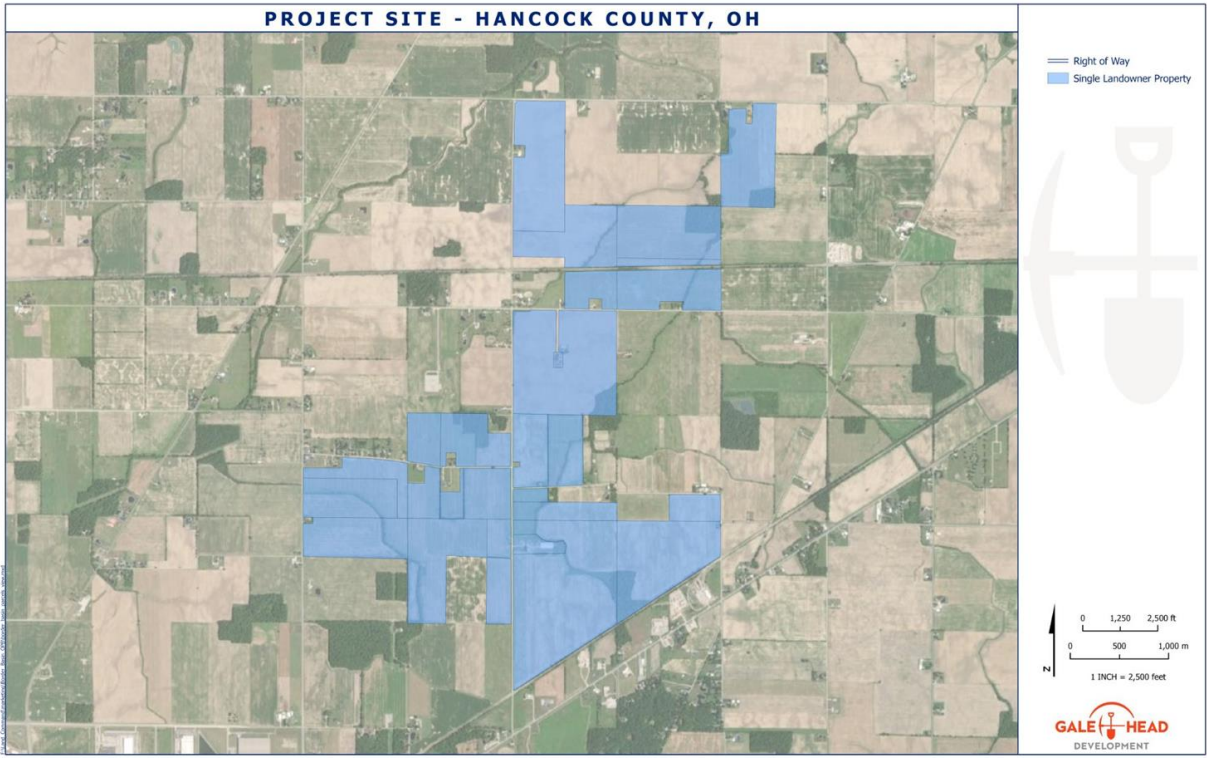 PROJECT SITE - HANCOCK COUNTY, OH
Right of Way
Single Landowner Property
0 1,250 2,500 ft
0 500 1,000 m
N
1 INCH = 2,500 feet
GALE HEAD
DEVELOPMENT